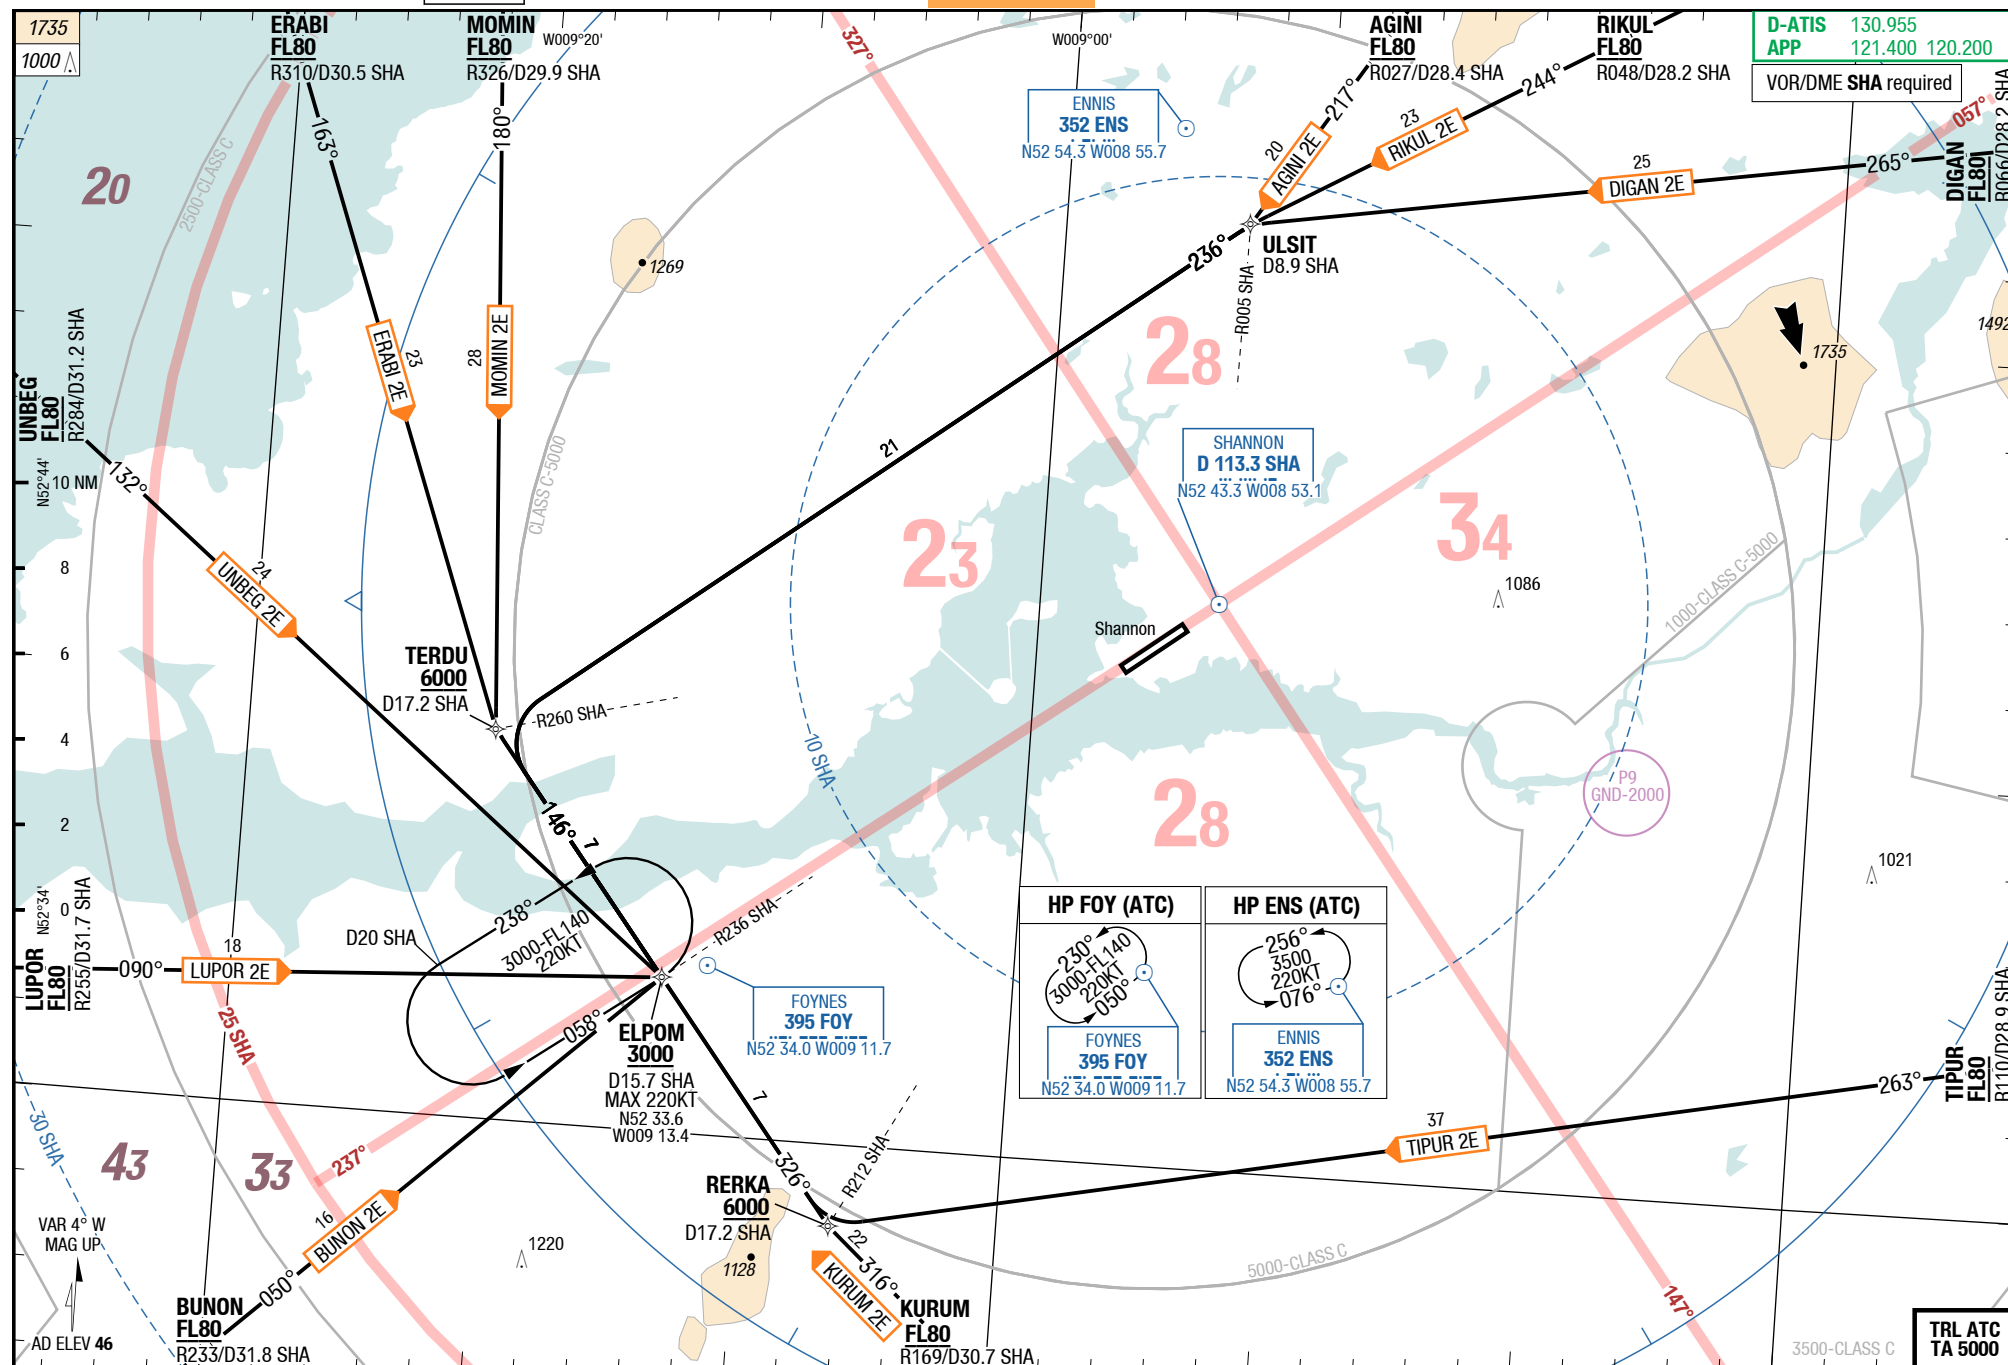 1735
1000
ERABI
FL80
R310/D30.5 SHA
MOMIN
FL80
R326/D29.9 SHA
W009°20'
327°
W009°00'
AGINI
FL80
R027/D28.4 SHA
RIKUL
FL80
R048/D28.2 SHA
D-ATIS 130.955
APP 121.400 120.200
VOR/DME SHA required
163°
180°
217°
244°
057°
ENNIS
352 ENS
N52 54.3 W008 55.7
20
AGINI 2E
23
RIKUL 2E
25
DIGAN 2E
265°
DIGAN
FL80
R066/D28.2 SHA
20
2500-CLASS C
1269
236°
ULSIT
D8.9 SHA
R005 SHA
ERABI 2E
23
28
MOMIN 2E
28
1735
1492
UNBEG
FL80
R284/D31.2 SHA
132°
N52°44'
10 NM
CLASS C-5000
21
SHANNON
D 113.3 SHA
N52 43.3 W008 53.1
23
34
1086
1000-CLASS C-5000
8
24
UNBEG 2E
6
Shannon
TERDU
6000
D17.2 SHA
R260 SHA
4
10 SHA
P9
GND-2000
2
146°
7
28
1021
N52°34'
0
238°
3000-FL140
220KT
D20 SHA
R236 SHA
LUPOR
FL80
R255/D31.7 SHA
090°
18
LUPOR 2E
058°
ELPOM
3000
D15.7 SHA
MAX 220KT
N52 33.6
W009 13.4
FOYNES
395 FOY
N52 34.0 W009 11.7
HP FOY (ATC)
230°
3000-FL140
220KT
050°
FOYNES
395 FOY
N52 34.0 W009 11.7
HP ENS (ATC)
256°
3500
220KT
076°
ENNIS
352 ENS
N52 54.3 W008 55.7
25 SHA
30 SHA
7
TIPUR
FL80
R110/D28.9 SHA
263°
37
TIPUR 2E
43
33
237°
326°
R212 SHA
RERKA
6000
D17.2 SHA
VAR 4° W
MAG UP
16
BUNON 2E
1220
1128
22
316°
KURUM 2E
5000-CLASS C
147°
050°
BUNON
FL80
R233/D31.8 SHA
KURUM
FL80
R169/D30.7 SHA
AD ELEV 46
3500-CLASS C
TRL ATC
TA 5000